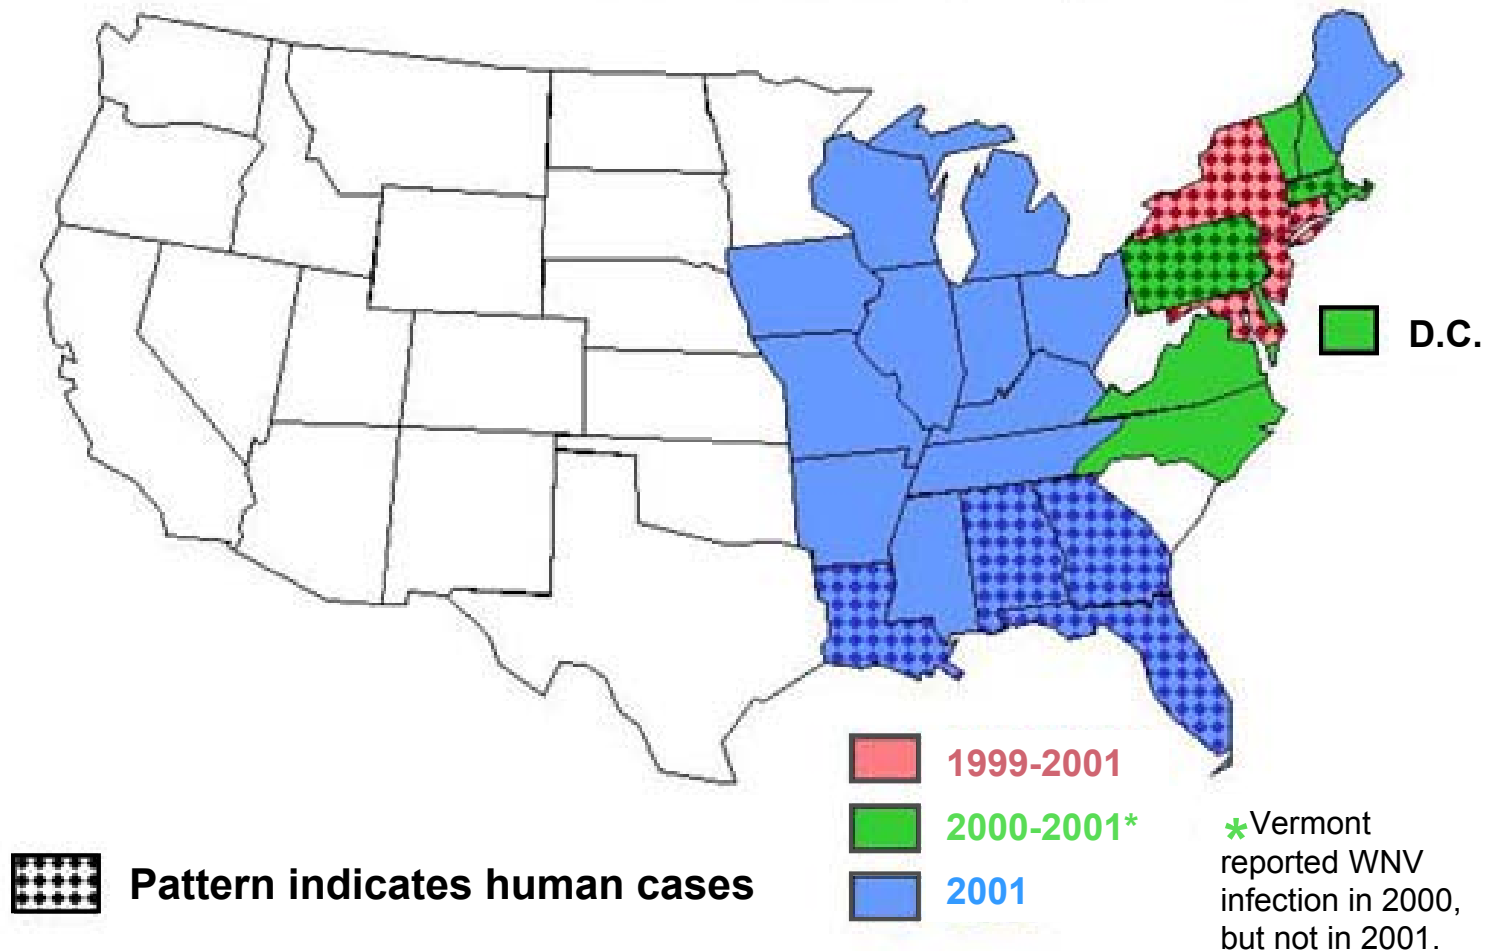 D.C.
1999-2001
2000-2001*
2001
Pattern indicates human cases
*Vermont
reported WNV
infection in 2000,
but not in 2001.